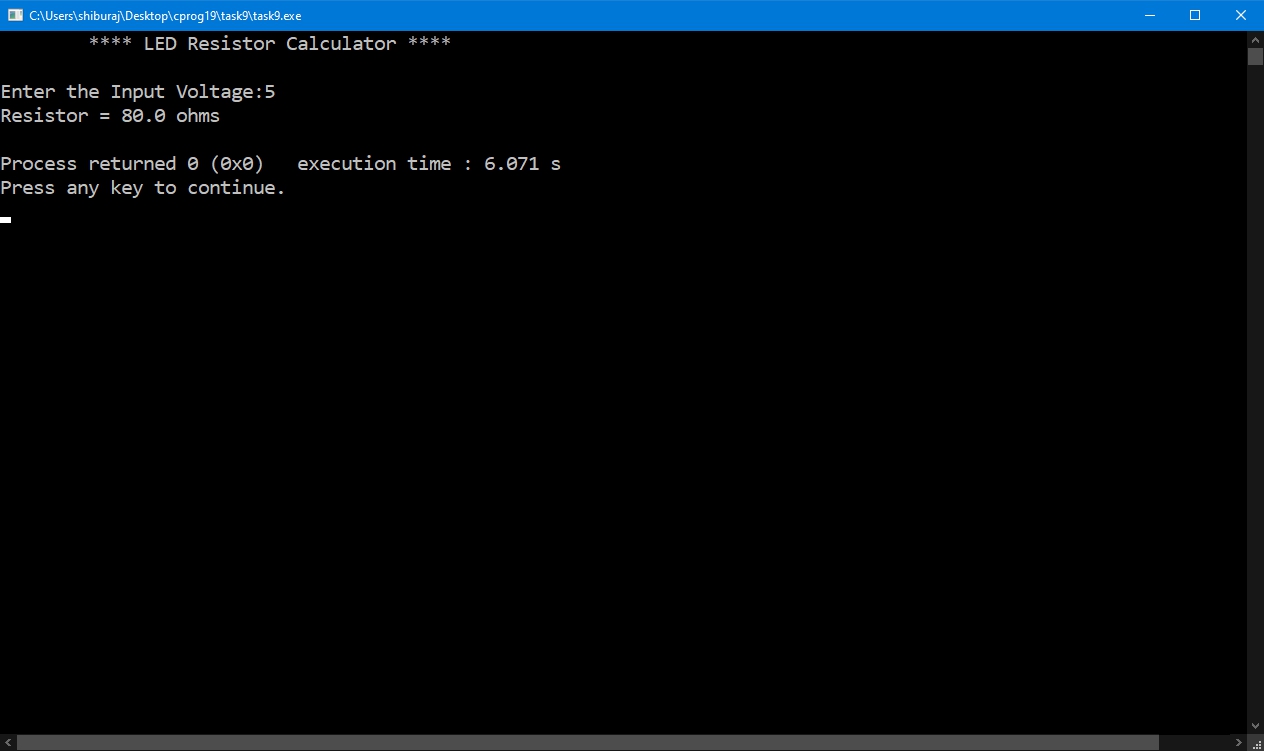 C:\Users\shiburaj\Desktop\cprog19\task9\task9.exe
**** LED Resistor Calculator ****
Enter the Input Voltage:5
Resistor = 80.0 ohms
Process returned 0 (0x0)   execution time : 6.071 s
Press any key to continue.